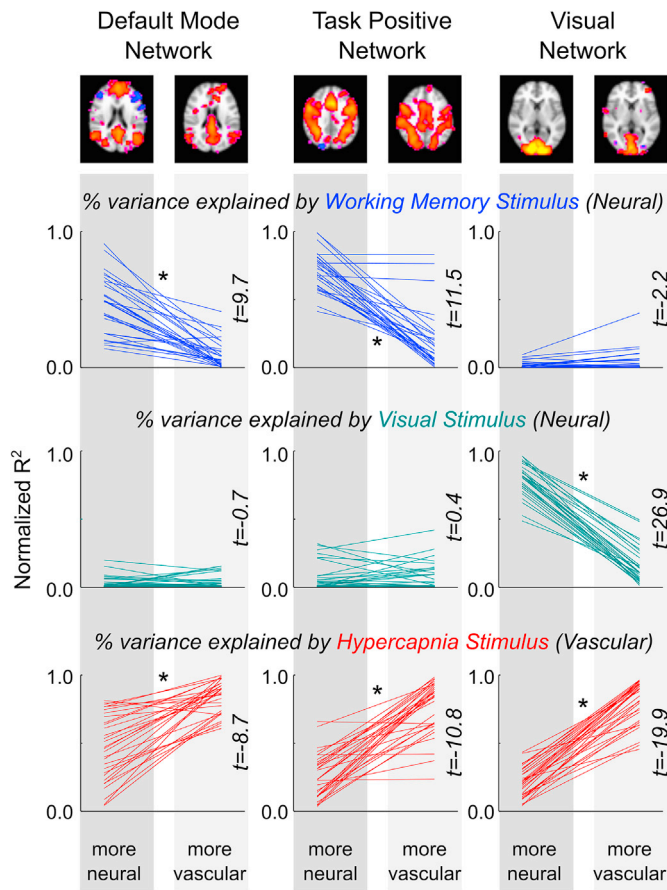 Default Mode Network
Task Positive Network
Visual Network
% variance explained by Working Memory Stimulus (Neural)
1.0
0.0
t=9.7
*
1.0
0.0
t=11.5
*
1.0
0.0
t=-2.2
% variance explained by Visual Stimulus (Neural)
Normalized R²
1.0
0.0
t=-0.7
1.0
0.0
t=0.4
1.0
0.0
t=26.9
*
% variance explained by Hypercapnia Stimulus (Vascular)
1.0
0.0
t=-8.7
*
1.0
0.0
t=-10.8
*
1.0
0.0
t=-19.9
*
more neural
more vascular
more neural
more vascular
more neural
more vascular